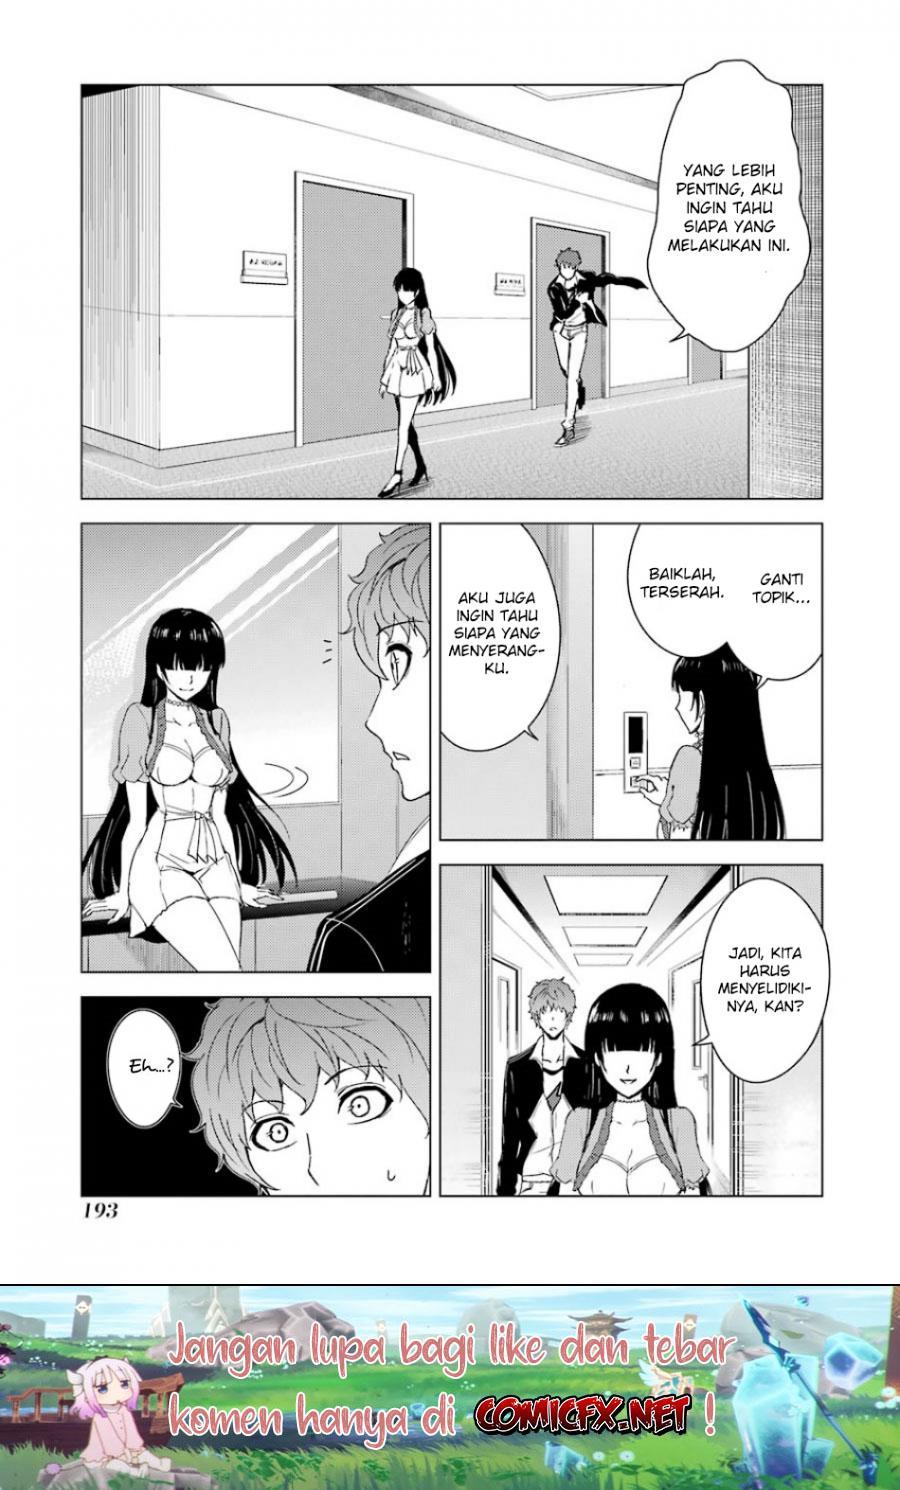 YANG LEBIH
PENTING, AKU
INGIN TAHU
SIAPA YANG
MELAKUKAN INI.
GANTI
TOPIK...
BAIKLAH,
TERSERAH.
AKU JUGA
INGIN TAHU
SIAPA YANG
MENYERANG-
KU.
JADI, KITA
HARUS
MENYELIDIKI-
NYA, KAN?
Eh...?
193
Jangan lupa bagi like dan tebar
komen hanya di COMICFX.NET !